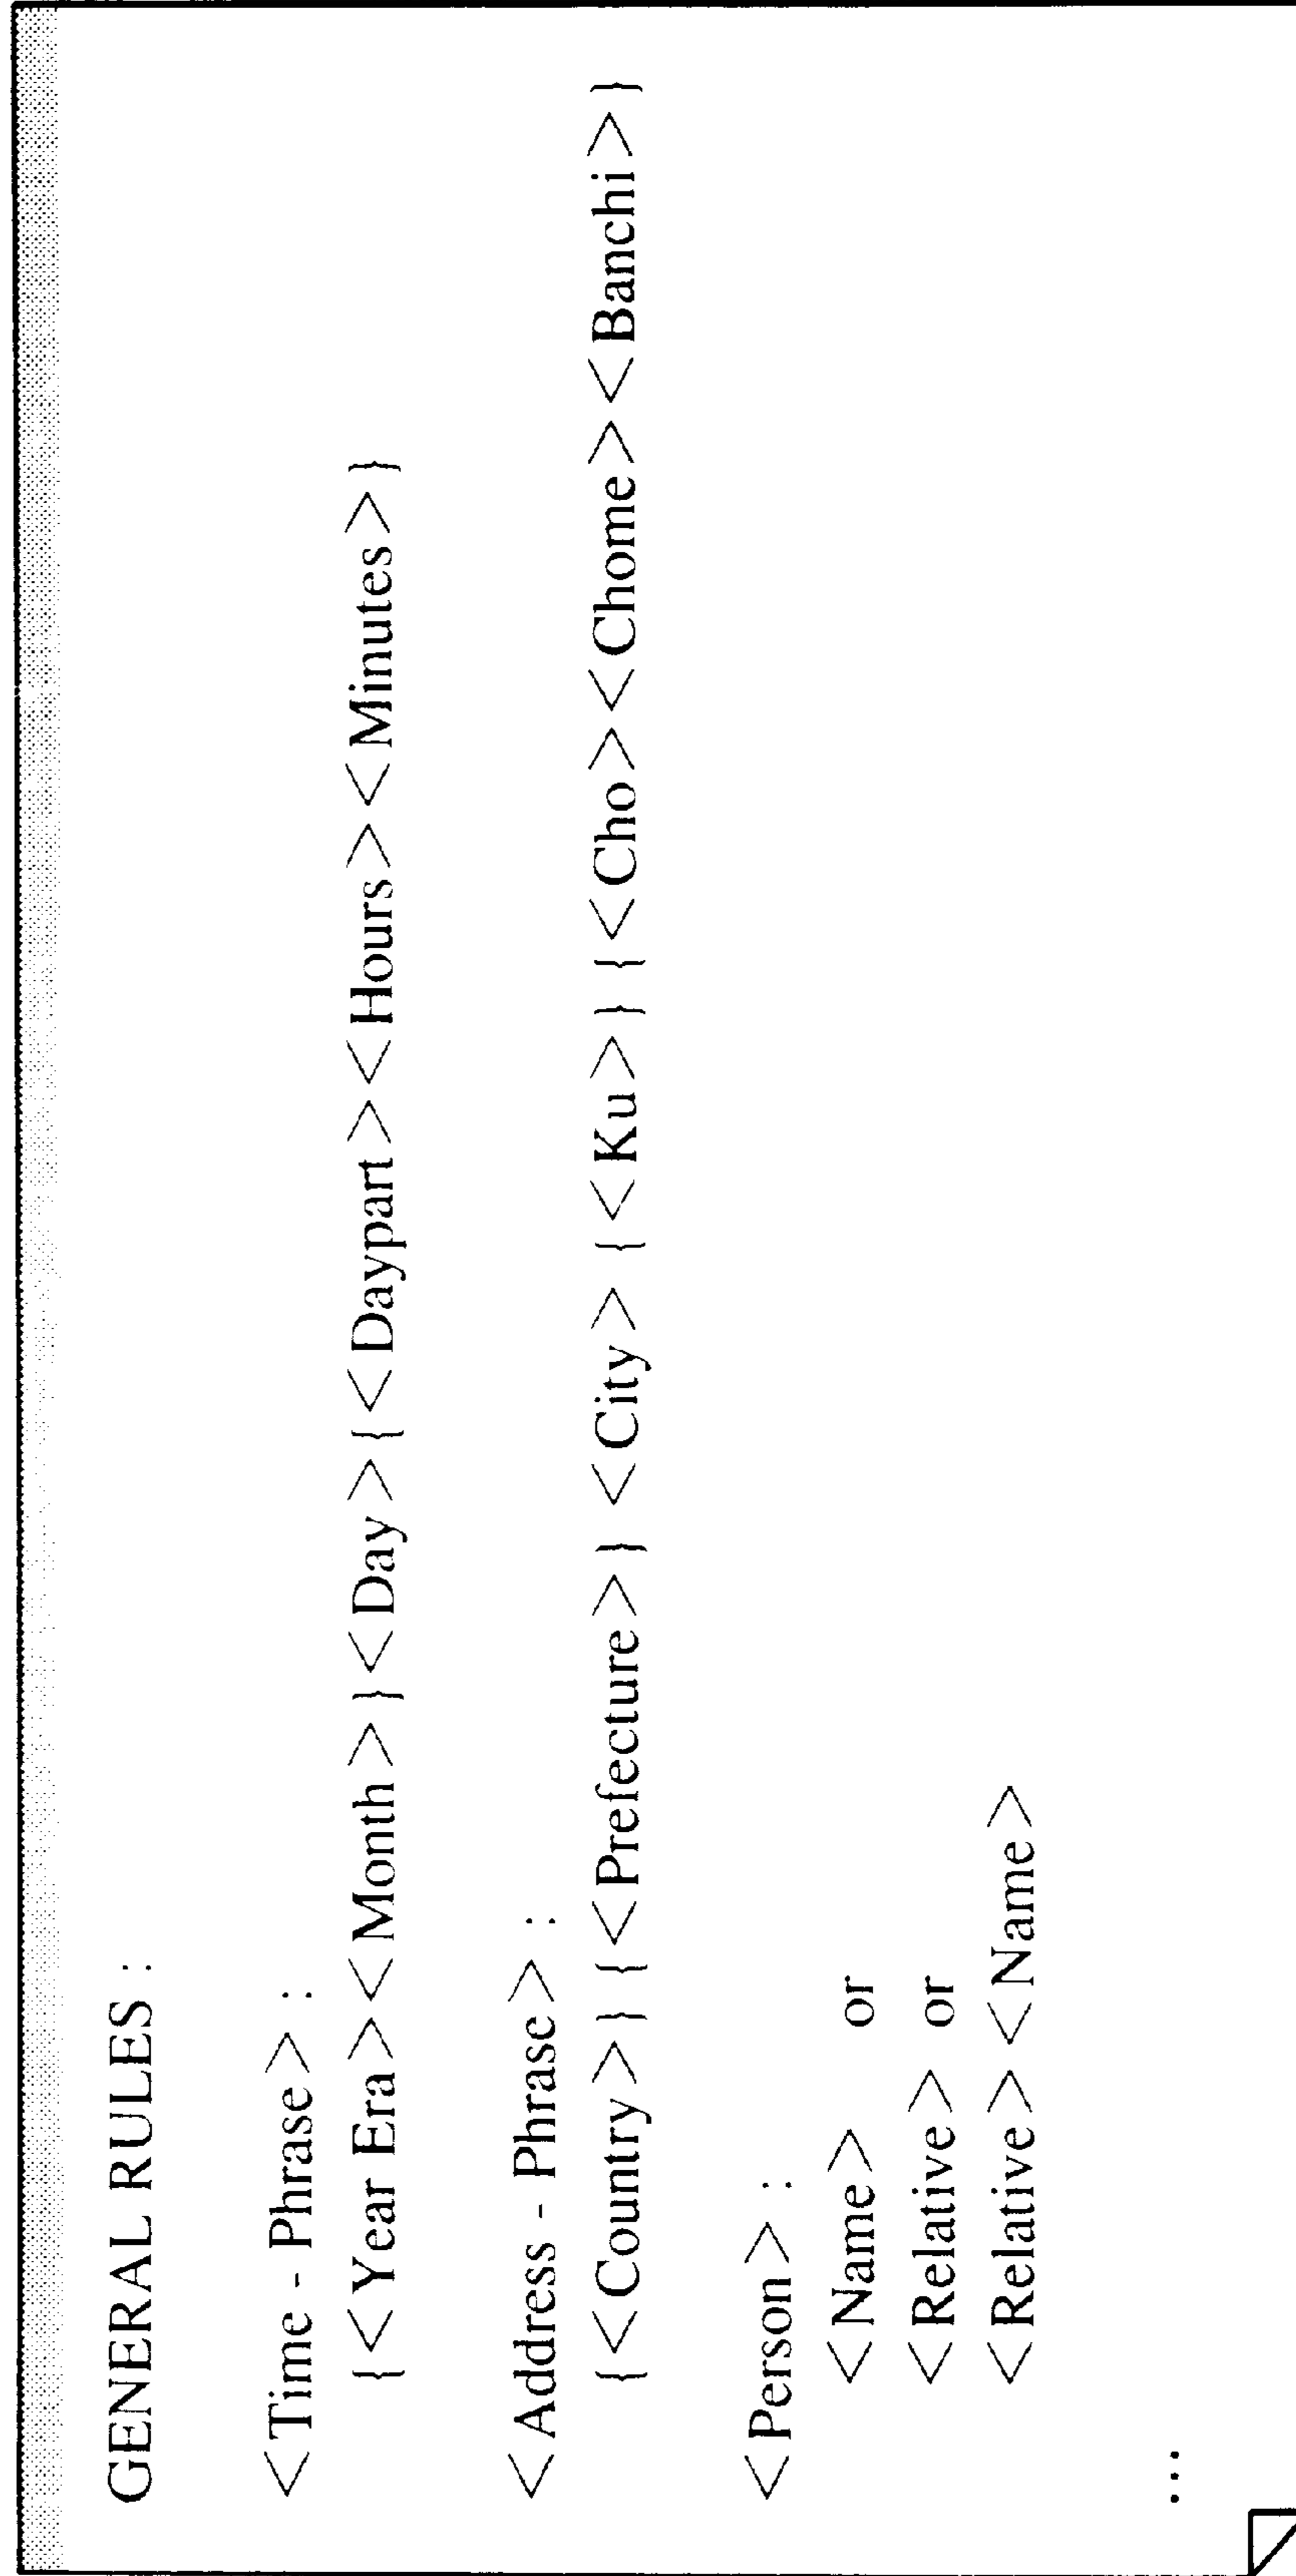 GENERAL RULES :
<Time - Phrase> :
{<Year Era><Month>}<Day>{<Daypart><Hours><Minutes>}
<Address - Phrase> :
{<Country>} {<Prefecture>} <City> {<Ku>} {<Cho><Chome><Banchi>}
<Person> :
<Name> or
<Relative> or
<Relative><Name>
...